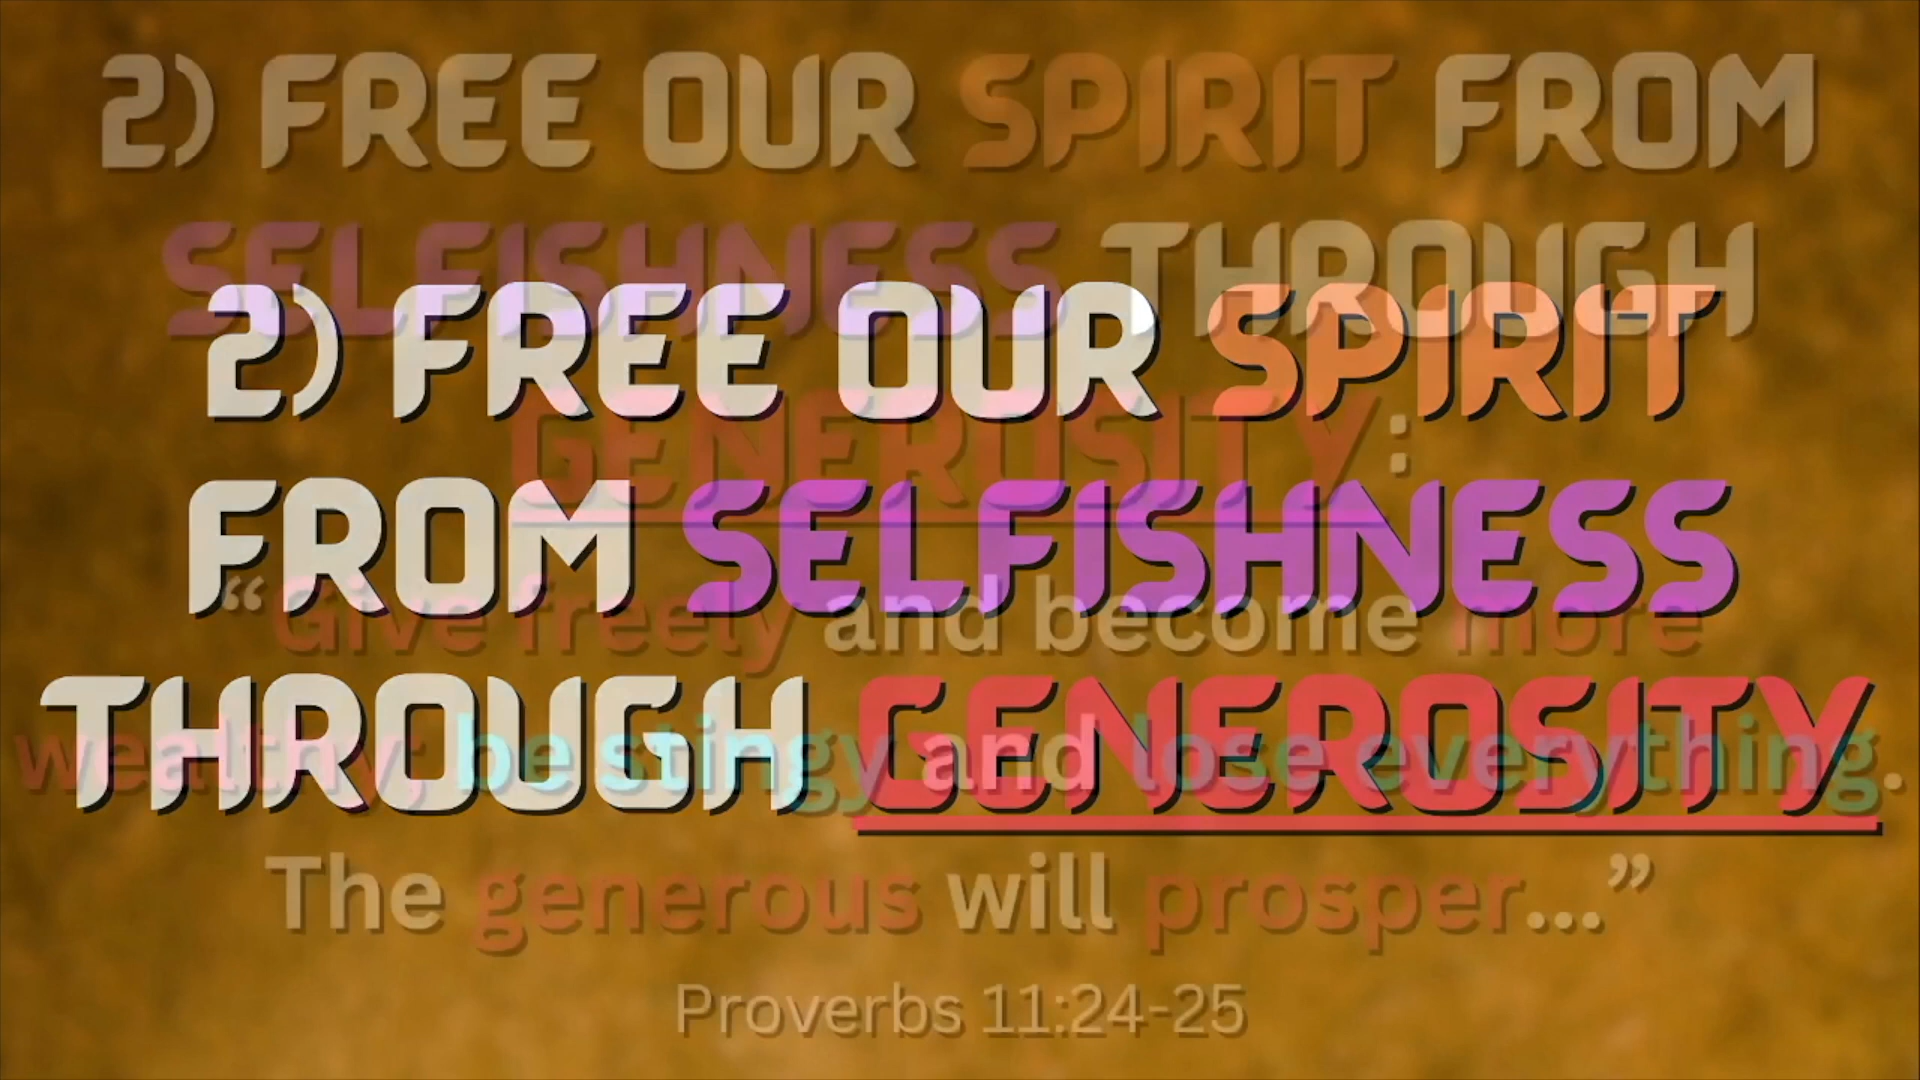 2) FREE OUR SPIRIT FROM
SELFISHNESS THROUGH
GENEROSITY:
“Give freely and become more
wealthy; be stingy and lose everything.
The generous will prosper...”
Proverbs 11:24-25
2) FREE OUR SPIRIT
FROM SELFISHNESS
THROUGH GENEROSITY